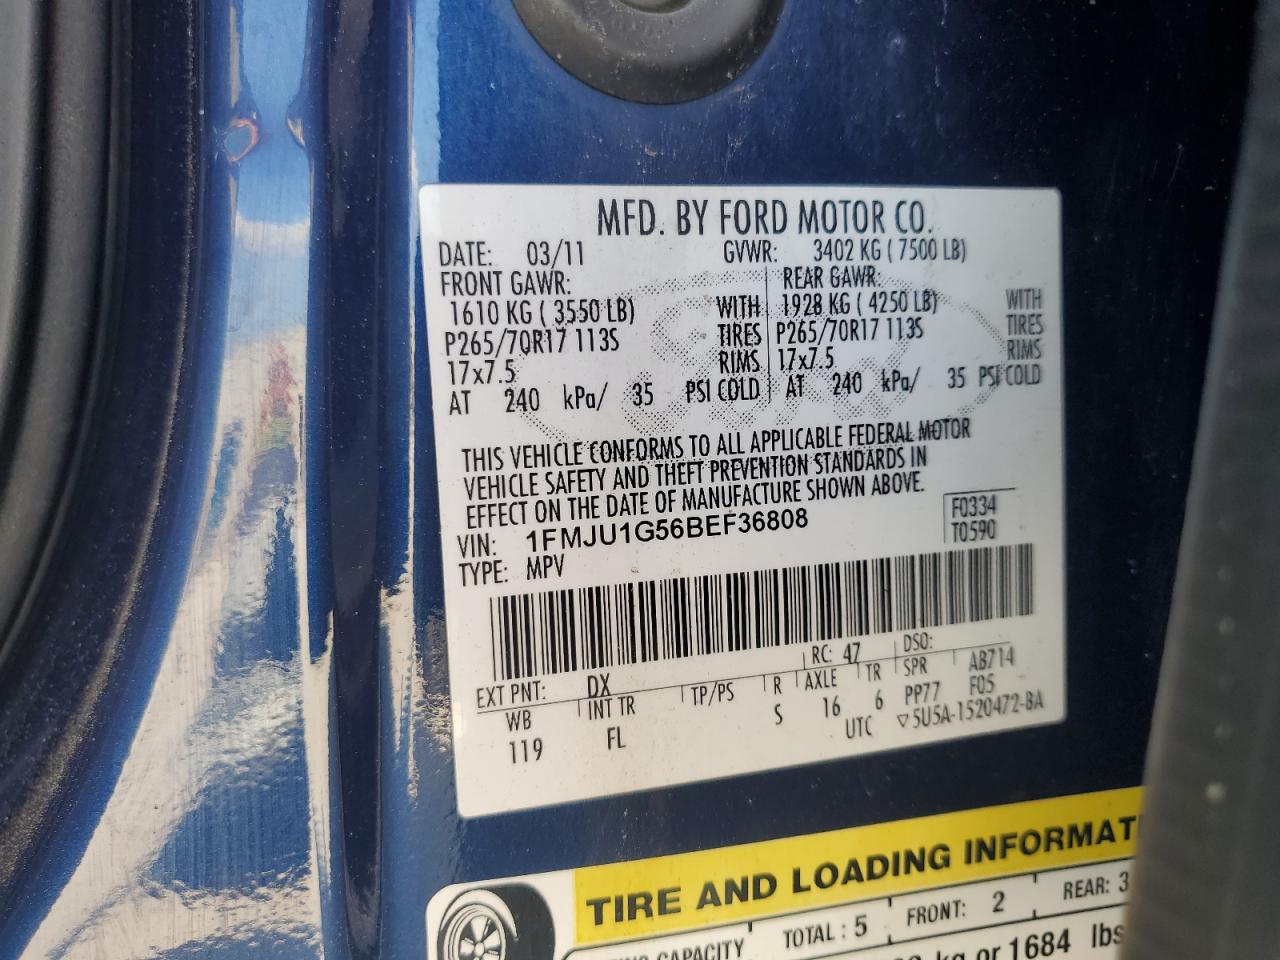 MFD. BY FORD MOTOR CO.
DATE: 03/11 GVWR: 3402 KG ( 7500 LB)
FRONT GAWR: REAR GAWR:
1610 KG ( 3550 LB) WITH 1928 KG ( 4250 LB) WITH
P265/70R17 113S TIRES P265/70R17 113S TIRES
17x7.5 RIMS 17x7.5 RIMS
AT 240 kPa/ 35 PSI COLD AT 240 kPa/ 35 PSI COLD
THIS VEHICLE CONFORMS TO ALL APPLICABLE FEDERAL MOTOR
VEHICLE SAFETY AND THEFT PREVENTION STANDARDS IN
EFFECT ON THE DATE OF MANUFACTURE SHOWN ABOVE.
VIN: 1FMJU1G56BEF36808 F0334
TYPE: MPV T0590
EXT PNT: DX RC: 47 DSO:
WB INT TR TP/PS R AXLE TR SPR AB714
119 FL S 16 6 PP77 F05
UTC ▽5U5A-1520472-BA
TIRE AND LOADING INFORMAT
CAPACITY TOTAL : 5 FRONT: 2 REAR: 3
kg or 1684 lbs